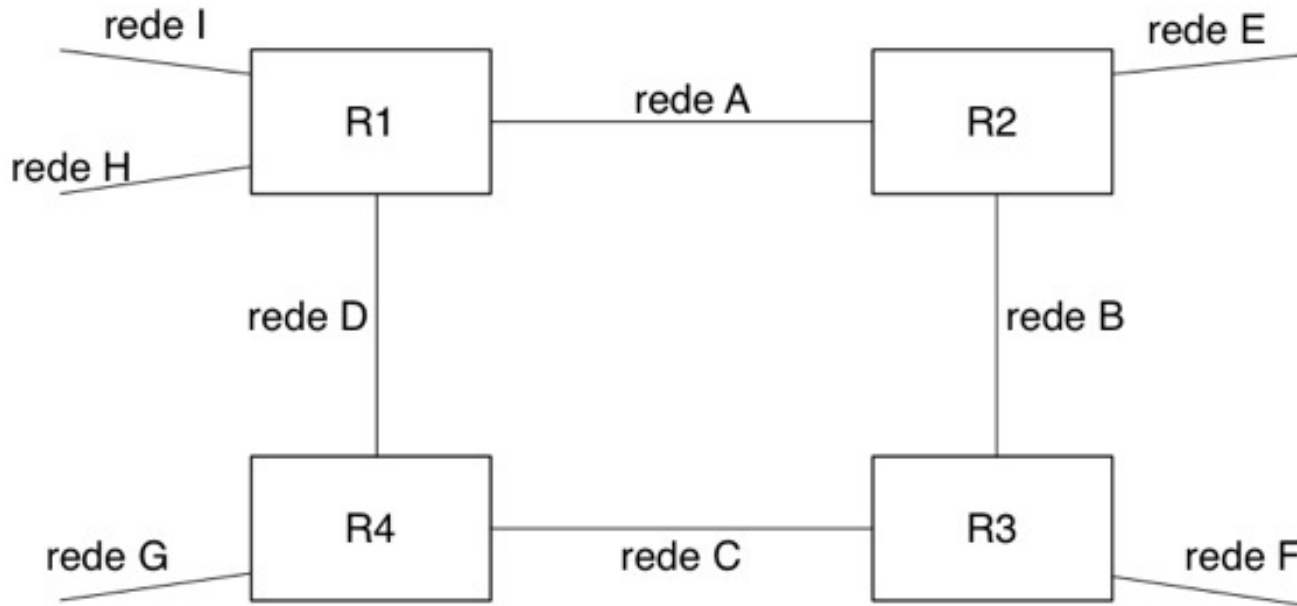 rede I
rede E
rede A
R1
R2
rede H
rede D
rede B
R4
R3
rede G
rede C
rede F